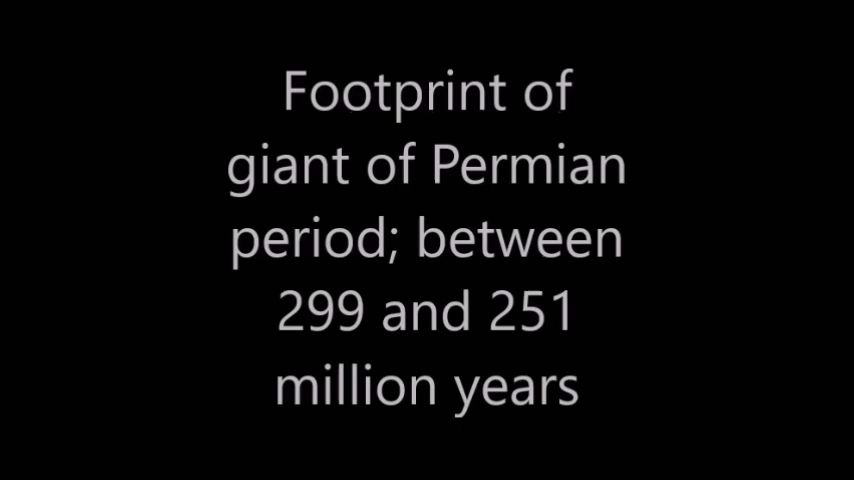 Footprint of
giant of Permian
period; between
299 and 251
million years